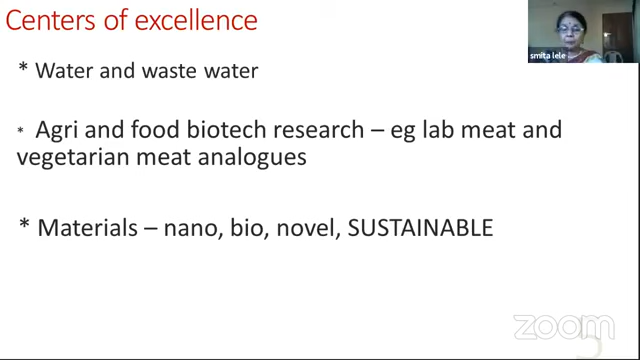 Centers of excellence
smita lele
* Water and waste water
* Agri and food biotech research – eg lab meat and
vegetarian meat analogues
* Materials – nano, bio, novel, SUSTAINABLE
zoom